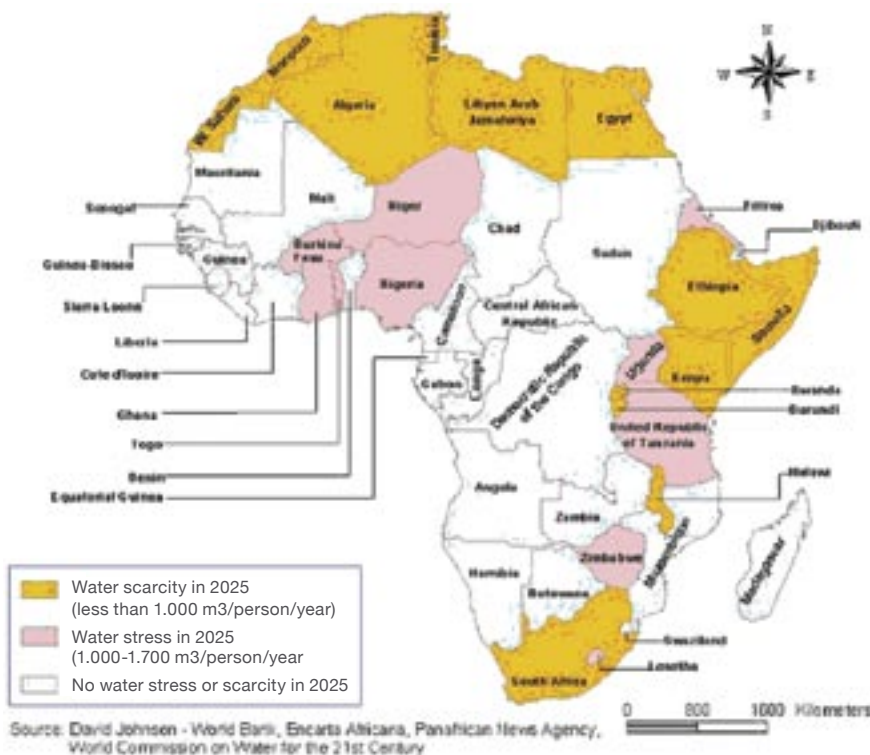 N
W E
S
Tunisia
Morocco
Algeria
Libyan Arab
Jamahiriya
Egypt
W. Sahara
Mauritania
Mali
Niger
Eritrea
Senegal
Chad
Djibouti
Sudan
Burkina
Faso
Guinea-Bissau
Guinea
Nigeria
Ethiopia
Somalia
Sierra Leone
Central African
Republic
Cameroon
Liberia
Uganda
Kenya
Cote d'Ivoire
Gabon
Congo
Democratic Republic
of the Congo
Rwanda
Burundi
Ghana
United Republic
of Tanzania
Togo
Benin
Malawi
Equatorial Guinea
Angola
Zambia
Mozambique
Madagascar
Zimbabwe
Namibia
Botswana
Swaziland
Lesotho
South Africa
Water scarcity in 2025
(less than 1.000 m3/person/year)
Water stress in 2025
(1.000-1.700 m3/person/year
No water stress or scarcity in 2025
0 800 1600 Kilometers
Source: David Johnson - World Bank, Encarta Africana, Panafrican News Agency,
World Commission on Water for the 21st Century